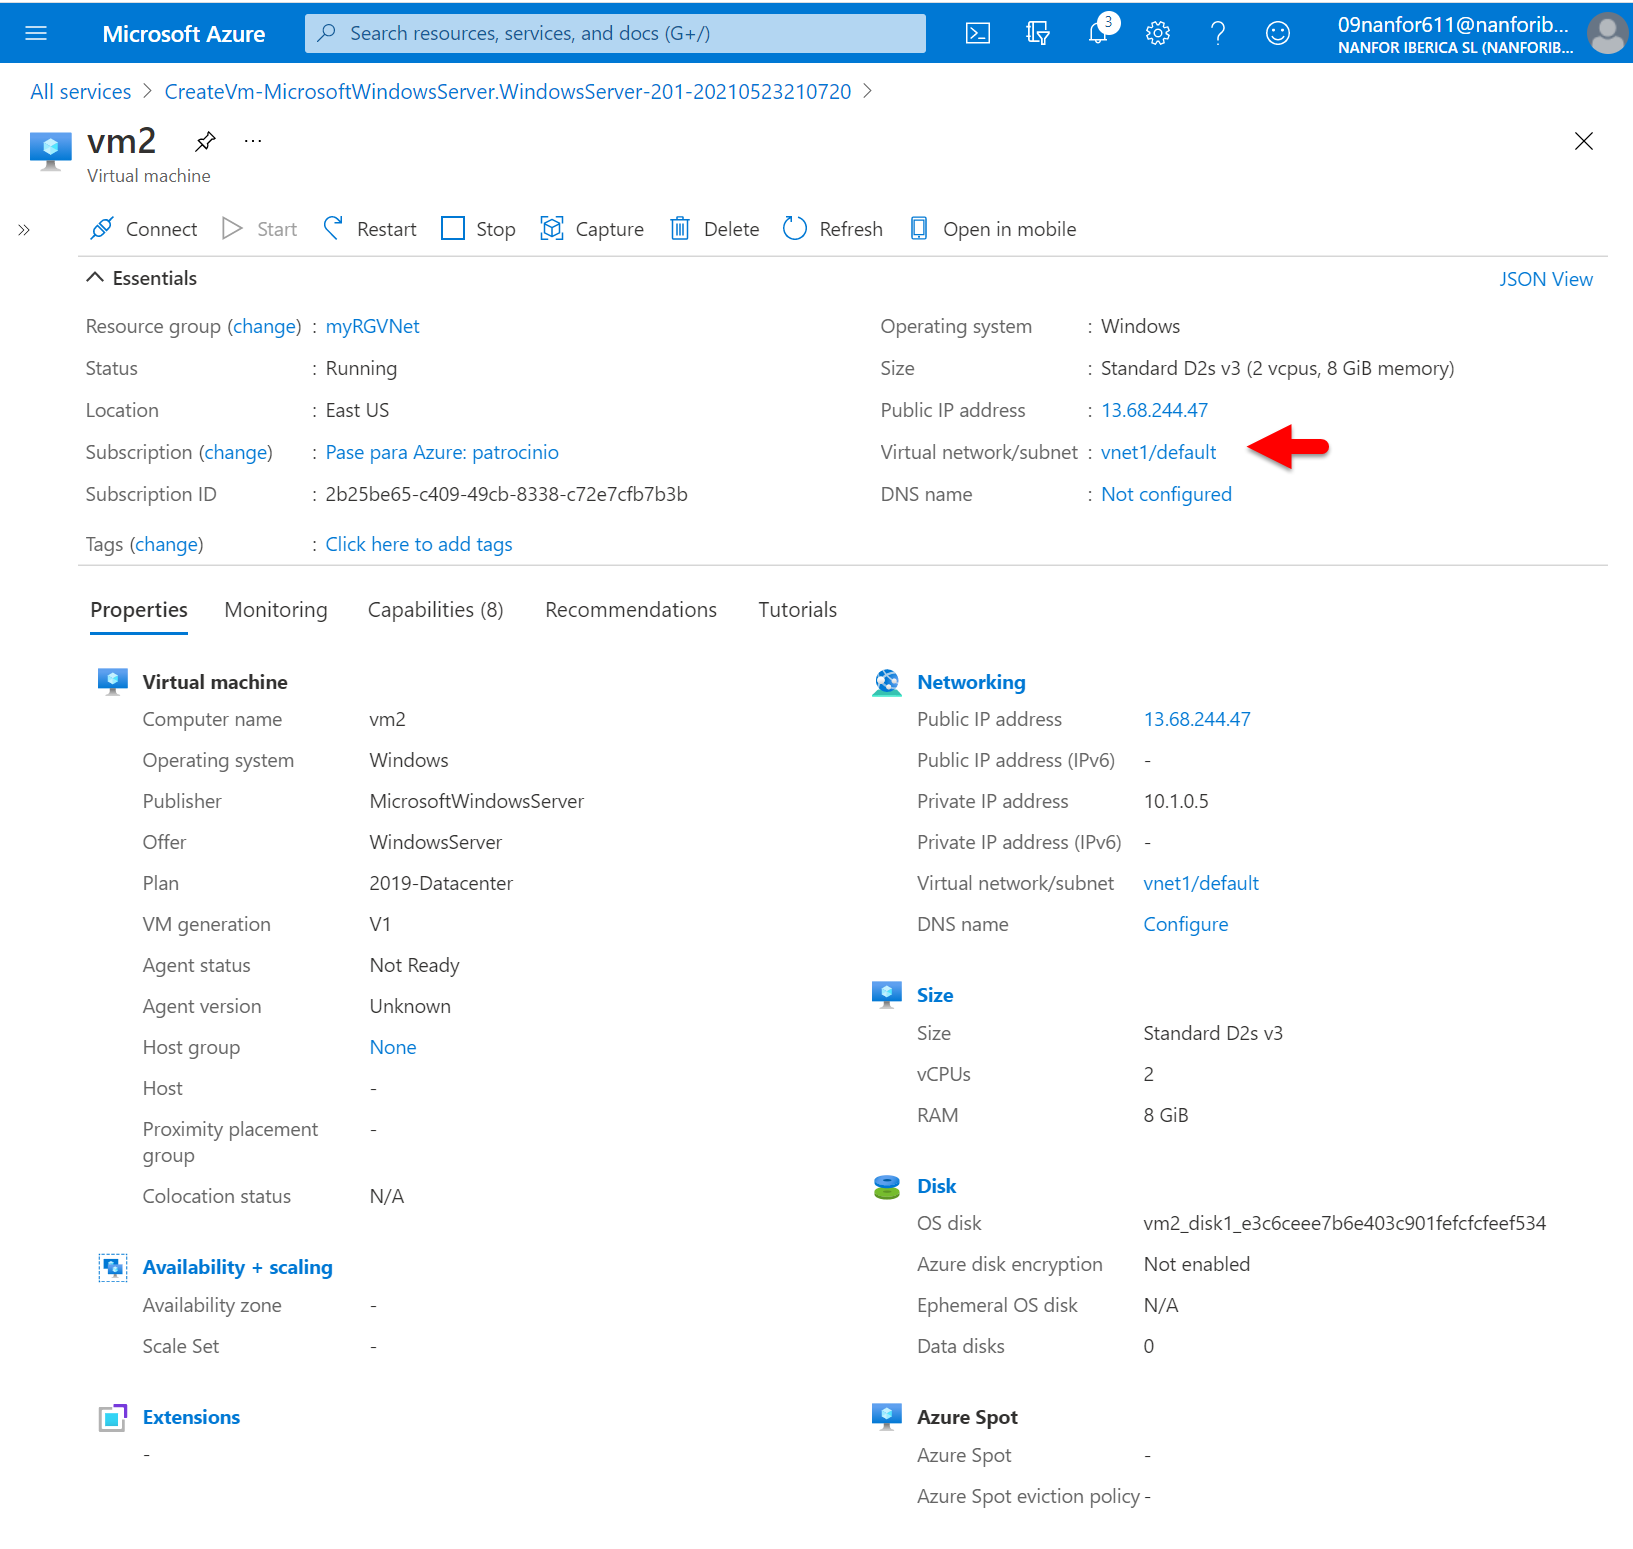 Microsoft Azure
Search resources, services, and docs (G+/)
3
09nanfor611@nanforib...
NANFOR IBERICA SL (NANFORIB...
All services > CreateVm-MicrosoftWindowsServer.WindowsServer-201-20210523210720 >
vm2 ...
Virtual machine
» Connect Start Restart Stop Capture Delete Refresh Open in mobile
Essentials JSON View
Resource group (change) : myRGVNet
Status : Running
Location : East US
Subscription (change) : Pase para Azure: patrocinio
Subscription ID : 2b25be65-c409-49cb-8338-c72e7cfb7b3b
Tags (change) : Click here to add tags
Operating system : Windows
Size : Standard D2s v3 (2 vcpus, 8 GiB memory)
Public IP address : 13.68.244.47
Virtual network/subnet : vnet1/default
DNS name : Not configured
Properties Monitoring Capabilities (8) Recommendations Tutorials
Virtual machine
Computer name vm2
Operating system Windows
Publisher MicrosoftWindowsServer
Offer WindowsServer
Plan 2019-Datacenter
VM generation V1
Agent status Not Ready
Agent version Unknown
Host group None
Host -
Proximity placement -
group
Colocation status N/A
Availability + scaling
Availability zone -
Scale Set -
Extensions
-
Networking
Public IP address 13.68.244.47
Public IP address (IPv6) -
Private IP address 10.1.0.5
Private IP address (IPv6) -
Virtual network/subnet vnet1/default
DNS name Configure
Size
Size Standard D2s v3
vCPUs 2
RAM 8 GiB
Disk
OS disk vm2_disk1_e3c6ceee7b6e403c901fefcfcfeef534
Azure disk encryption Not enabled
Ephemeral OS disk N/A
Data disks 0
Azure Spot
Azure Spot -
Azure Spot eviction policy -